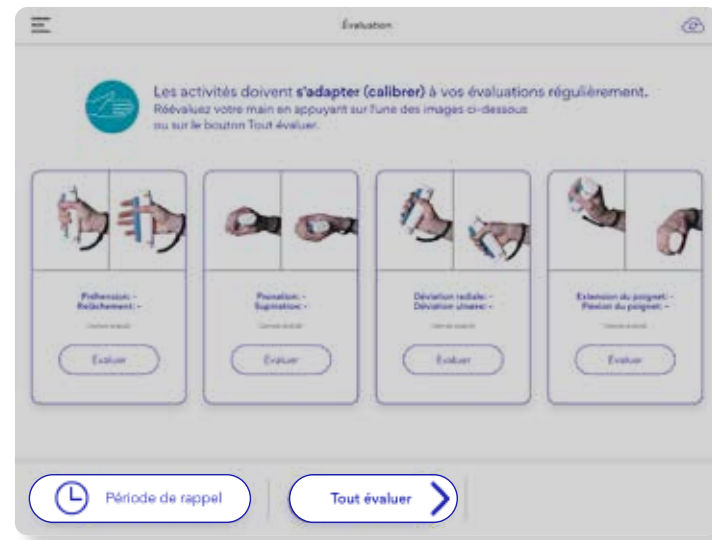 Évaluation
Les activités doivent s'adapter (calibrer) à vos évaluations régulièrement.
Réévaluez votre main en appuyant sur l'une des images ci-dessous
ou sur le bouton Tout évaluer.
Préhension: -
Relâchement: -
Évaluer
Pronation: -
Supination: -
Évaluer
Déviation radiale: -
Déviation ulnaire: -
Évaluer
Extension du poignet: -
Flexion du poignet: -
Évaluer
Période de rappel
Tout évaluer